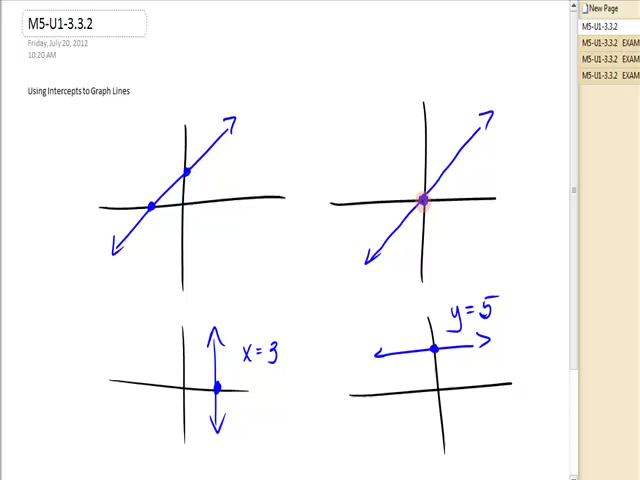 M5-U1-3.3.2
Friday, July 20, 2012
10:20 AM
Using Intercepts to Graph Lines
x = 3
y = 5
New Page
M5-U1-3.3.2
M5-U1-3.3.2 EXAM
M5-U1-3.3.2 EXAM
M5-U1-3.3.2 EXAM